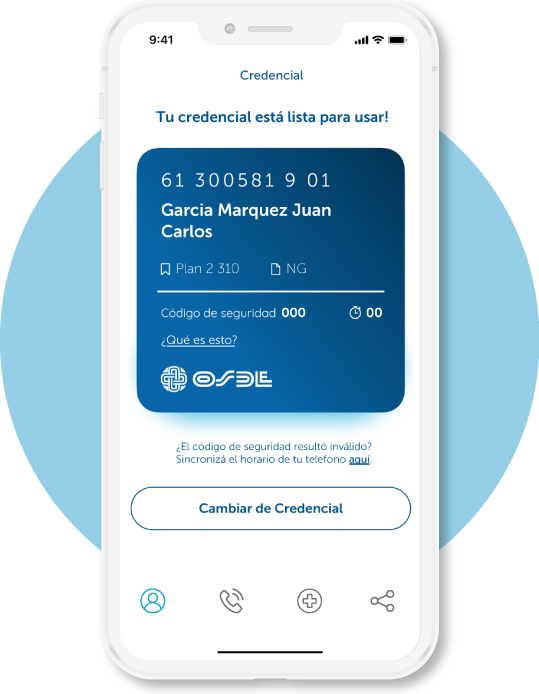 9:41
Credencial
Tu credencial está lista para usar!
61 300581 9 01
Garcia Marquez Juan
Carlos
Plan 2 310 NG
Código de seguridad 000 00
¿Qué es esto?
OSDE
¿El código de seguridad resultó inválido?
Sincronizá el horario de tu telefono aquí.
Cambiar de Credencial